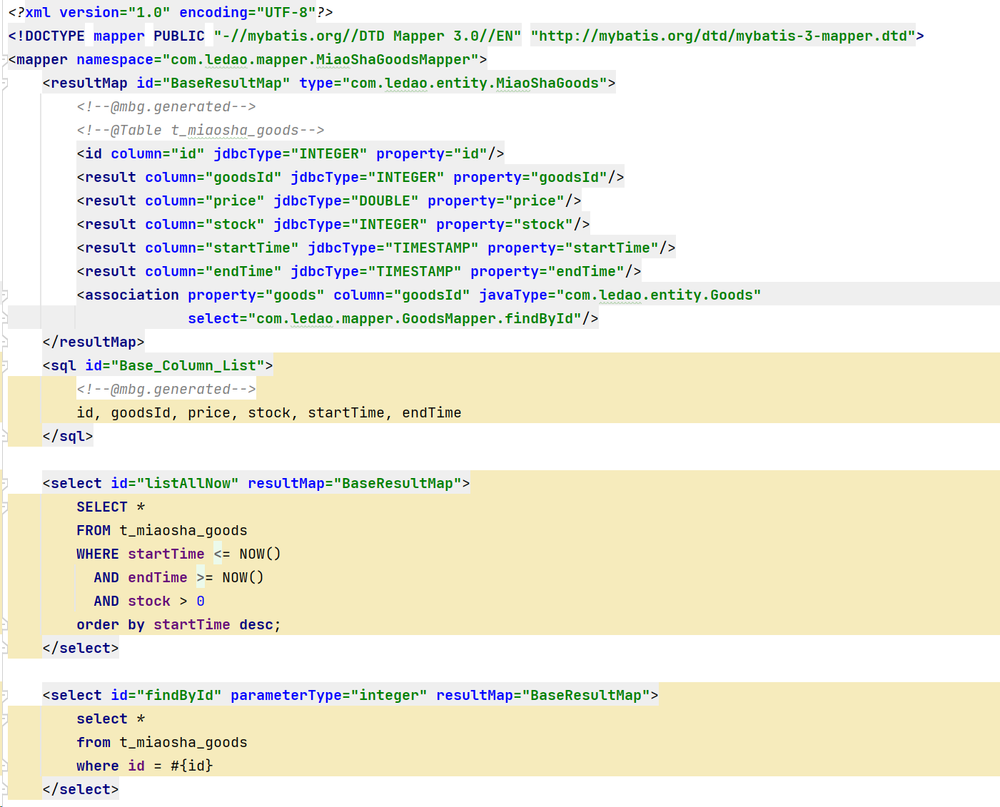 <?xml version="1.0" encoding="UTF-8"?>
<!DOCTYPE mapper PUBLIC "-//mybatis.org//DTD Mapper 3.0//EN" "http://mybatis.org/dtd/mybatis-3-mapper.dtd">
<mapper namespace="com.ledao.mapper.MiaoShaGoodsMapper">
    <resultMap id="BaseResultMap" type="com.ledao.entity.MiaoShaGoods">
        <!--@mbg.generated-->
        <!--@Table t_miaosha_goods-->
        <id column="id" jdbcType="INTEGER" property="id"/>
        <result column="goodsId" jdbcType="INTEGER" property="goodsId"/>
        <result column="price" jdbcType="DOUBLE" property="price"/>
        <result column="stock" jdbcType="INTEGER" property="stock"/>
        <result column="startTime" jdbcType="TIMESTAMP" property="startTime"/>
        <result column="endTime" jdbcType="TIMESTAMP" property="endTime"/>
        <association property="goods" column="goodsId" javaType="com.ledao.entity.Goods"
                     select="com.ledao.mapper.GoodsMapper.findById"/>
    </resultMap>
    <sql id="Base_Column_List">
        <!--@mbg.generated-->
        id, goodsId, price, stock, startTime, endTime
    </sql>

    <select id="listAllNow" resultMap="BaseResultMap">
        SELECT *
        FROM t_miaosha_goods
        WHERE startTime <= NOW()
          AND endTime >= NOW()
          AND stock > 0
        order by startTime desc;
    </select>

    <select id="findById" parameterType="integer" resultMap="BaseResultMap">
        select *
        from t_miaosha_goods
        where id = #{id}
    </select>